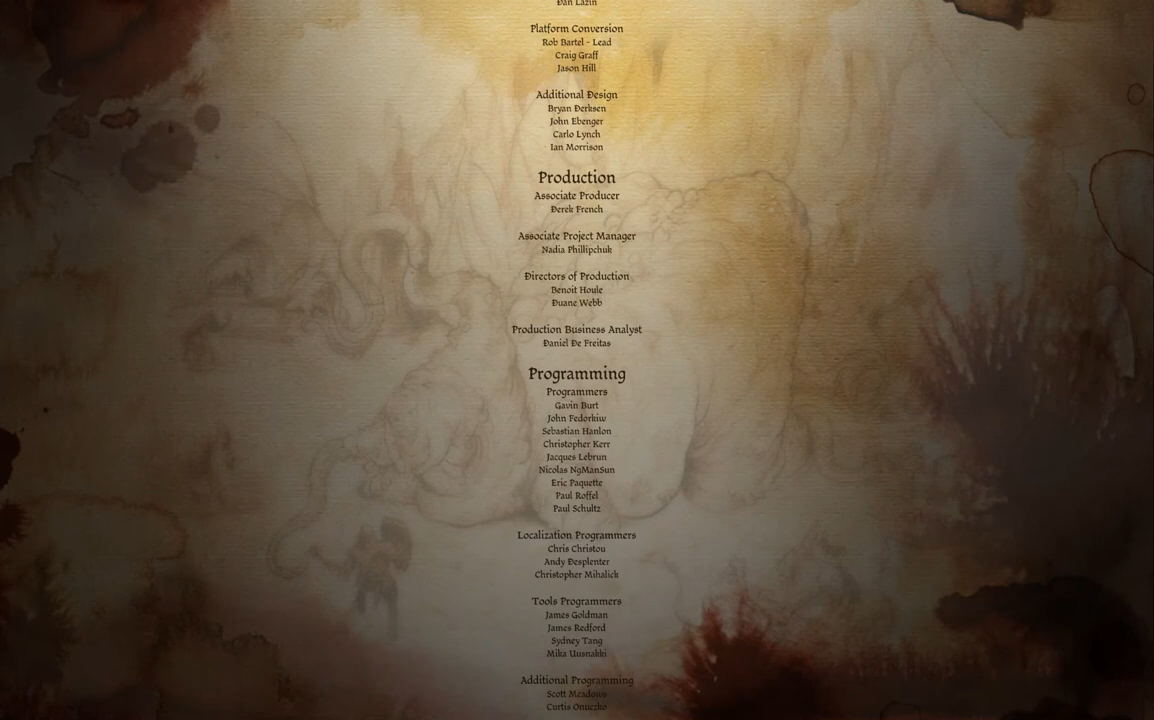 Dan Lazin
Platform Conversion
Rob Bartel - Lead
Craig Graff
Jason Hill
Additional Design
Bryan Derksen
John Ebenger
Carlo Lynch
Ian Morrison
Production
Associate Producer
Derek French
Associate Project Manager
Nadia Phillipchuk
Directors of Production
Benoit Houle
Duane Webb
Production Business Analyst
Daniel De Freitas
Programming
Programmers
Gavin Burt
John Fedorkiw
Sebastian Hanlon
Christopher Kerr
Jacques Lebrun
Nicolas NgManSun
Eric Paquette
Paul Roffel
Paul Schultz
Localization Programmers
Chris Christou
Andy Desplenter
Christopher Mihalick
Tools Programmers
James Goldman
James Redford
Sydney Tang
Mika Uusnakki
Additional Programming
Scott Meadows
Curtis Onuczko